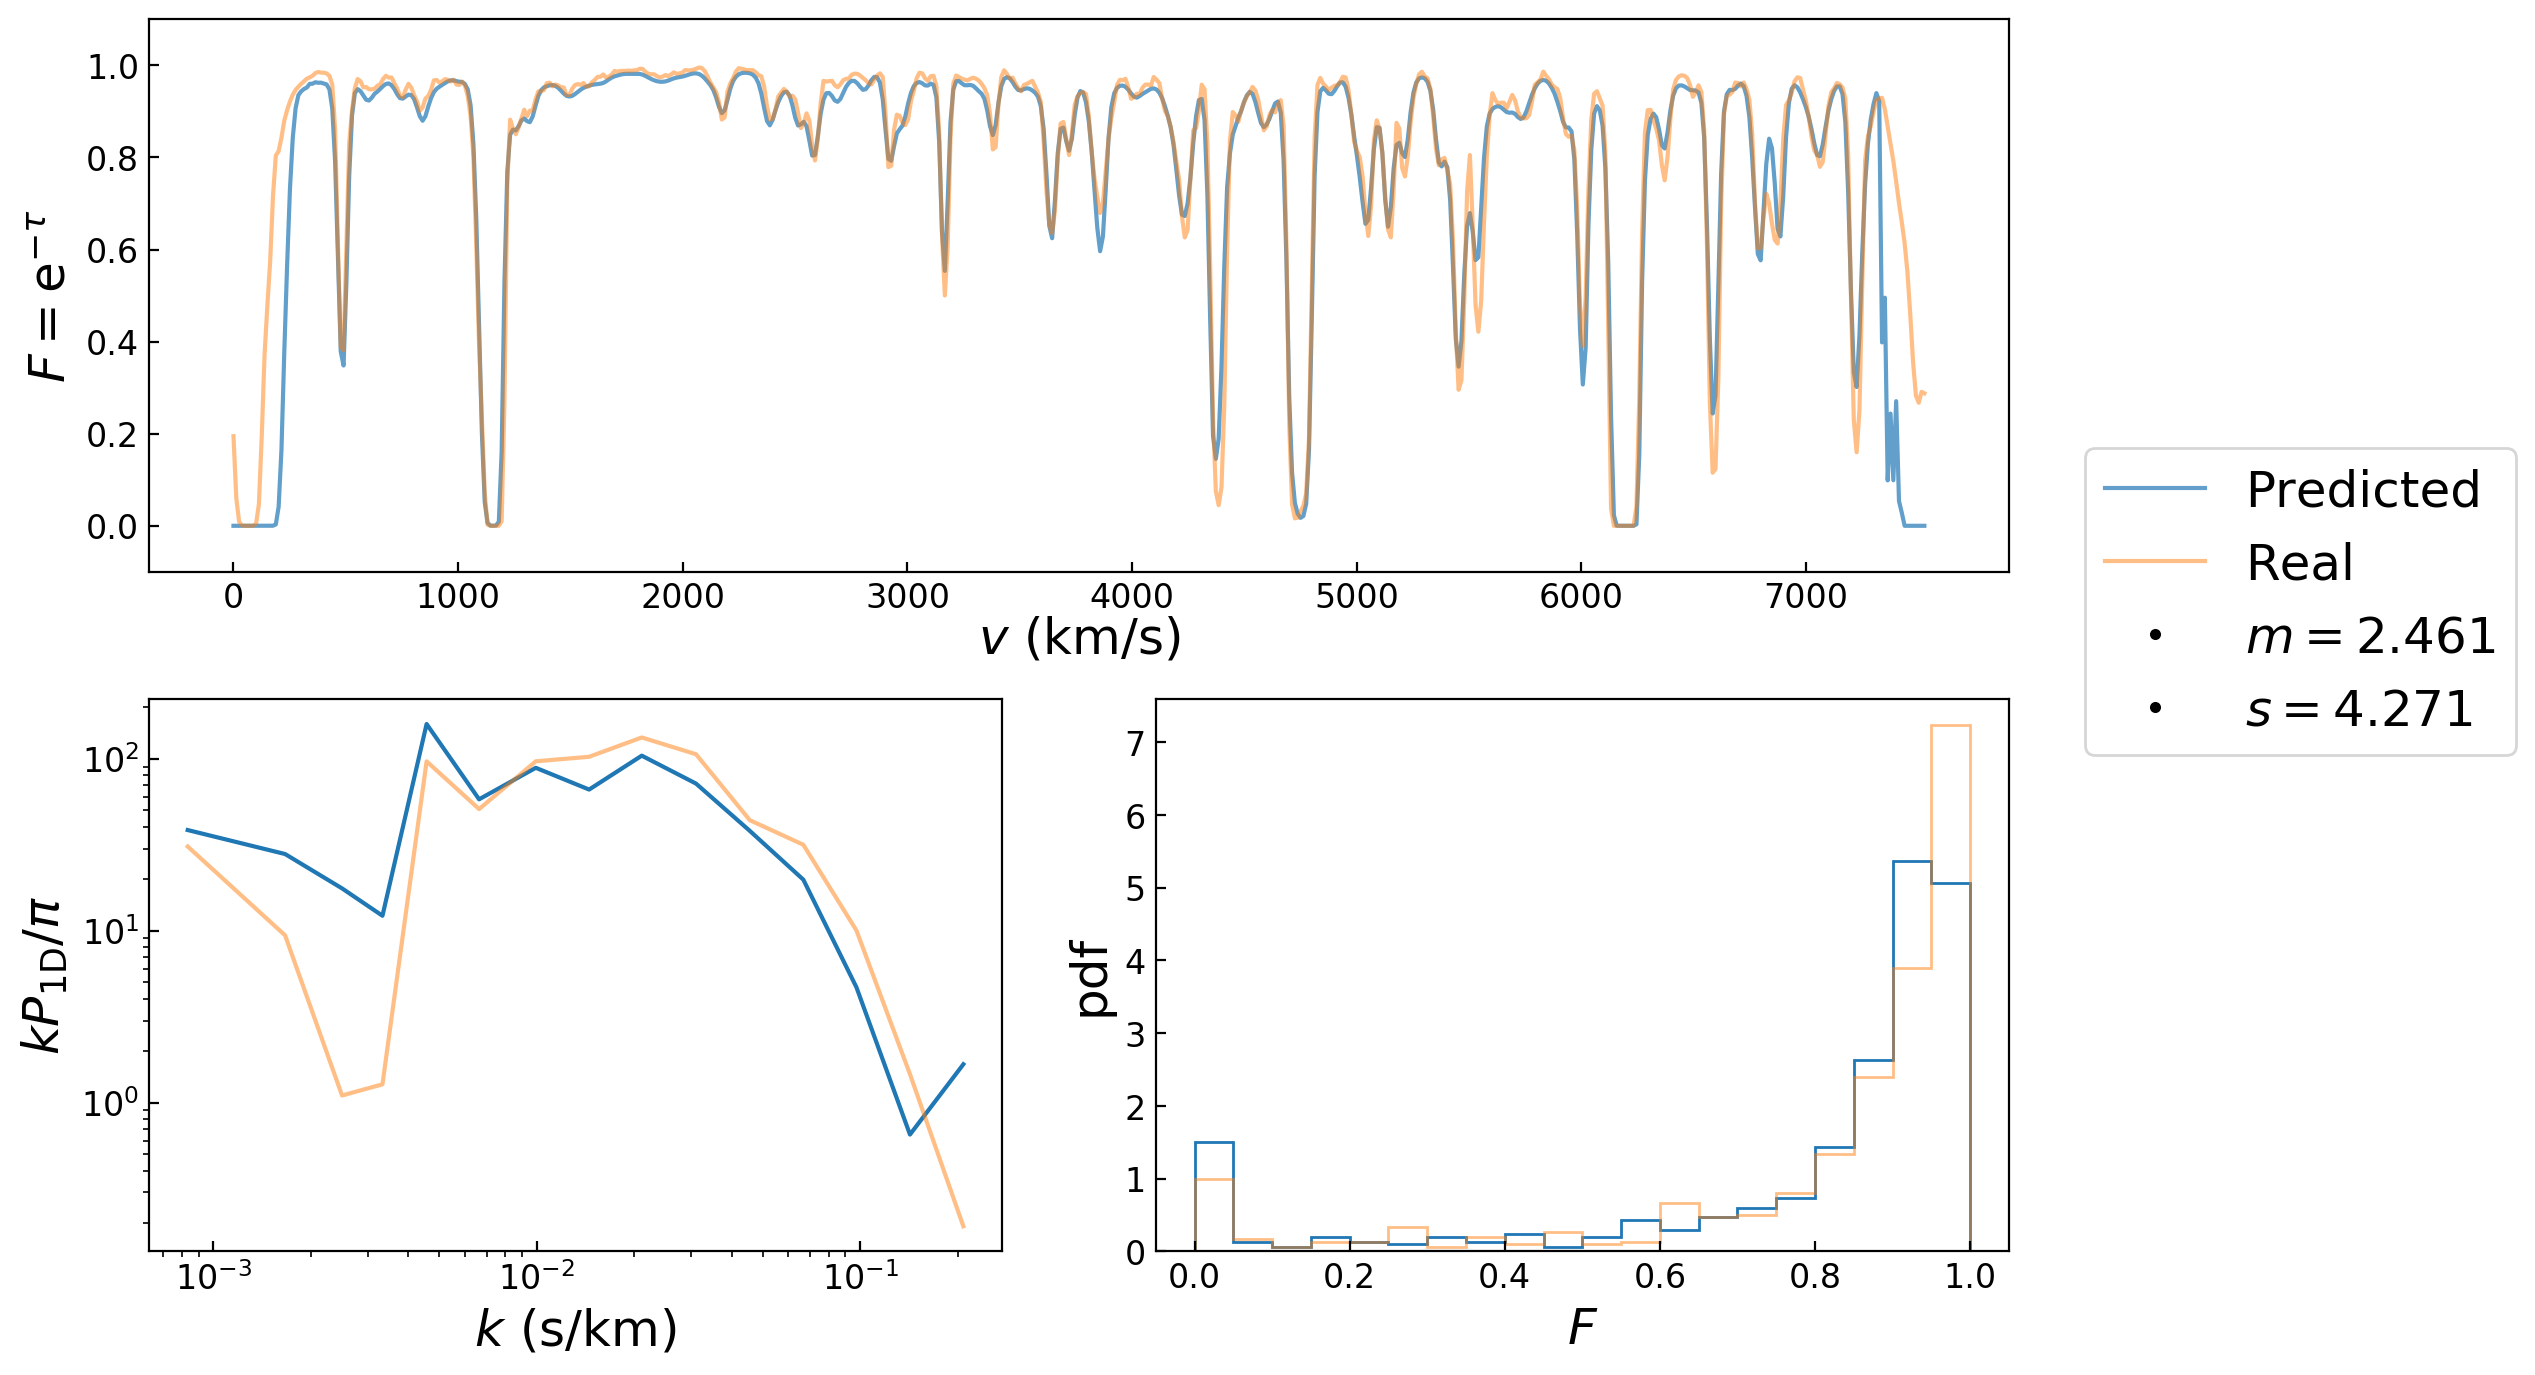 1.0
0.8
0.6
0.4
0.2
0.0
F = e^{−τ}
0 1000 2000 3000 4000 5000 6000 7000
v (km/s)
Predicted
Real
m = 2.461
s = 4.271
10^2
10^1
10^0
kP_{1D}/π
10^{−3} 10^{−2} 10^{−1}
k (s/km)
7
6
5
4
3
2
1
0
pdf
0.0 0.2 0.4 0.6 0.8 1.0
F